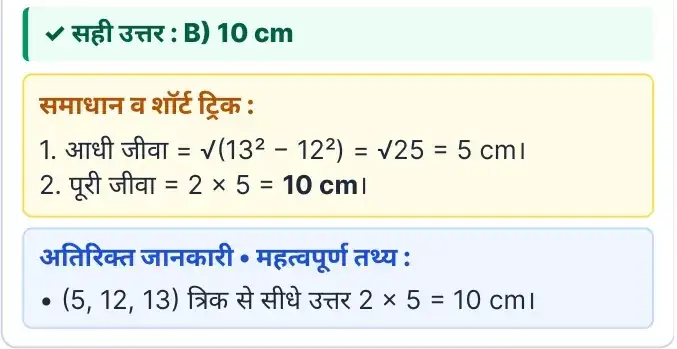 ✓ सही उत्तर : B) 10 cm
समाधान व शॉर्ट ट्रिक :
1. आधी जीवा = √(13² − 12²) = √25 = 5 cm।
2. पूरी जीवा = 2 × 5 = 10 cm।
अतिरिक्त जानकारी • महत्वपूर्ण तथ्य :
• (5, 12, 13) त्रिक से सीधे उत्तर 2 × 5 = 10 cm।